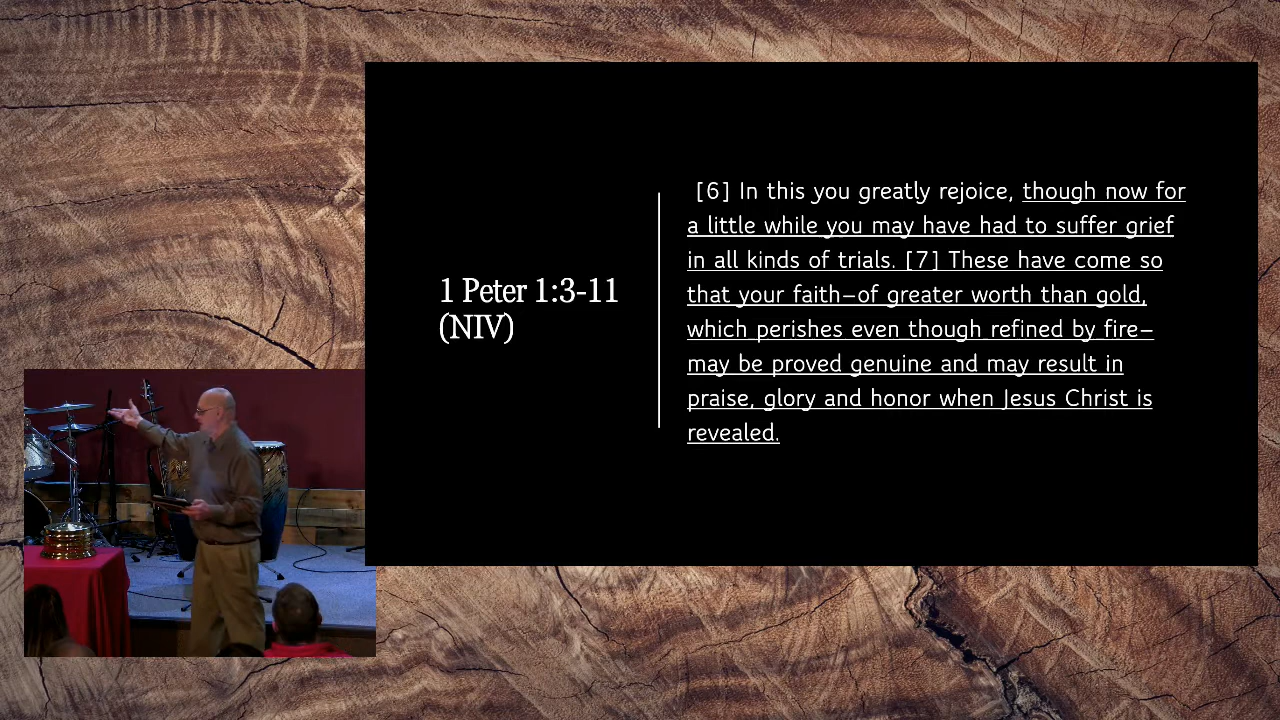 1 Peter 1:3-11
(NIV)
[6] In this you greatly rejoice, though now for
a little while you may have had to suffer grief
in all kinds of trials. [7] These have come so
that your faith—of greater worth than gold,
which perishes even though refined by fire—
may be proved genuine and may result in
praise, glory and honor when Jesus Christ is
revealed.